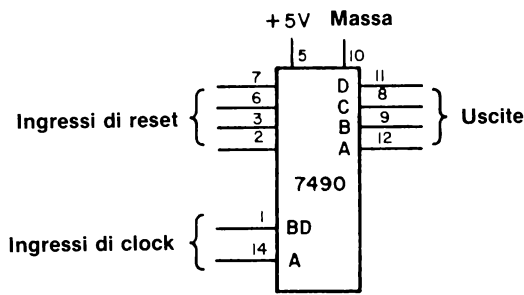 +5V Massa
5 10
7 D 11
6 C 8
Ingressi di reset 3 B 9 Uscite
2 A 12
7490
1 BD
Ingressi di clock
14 A